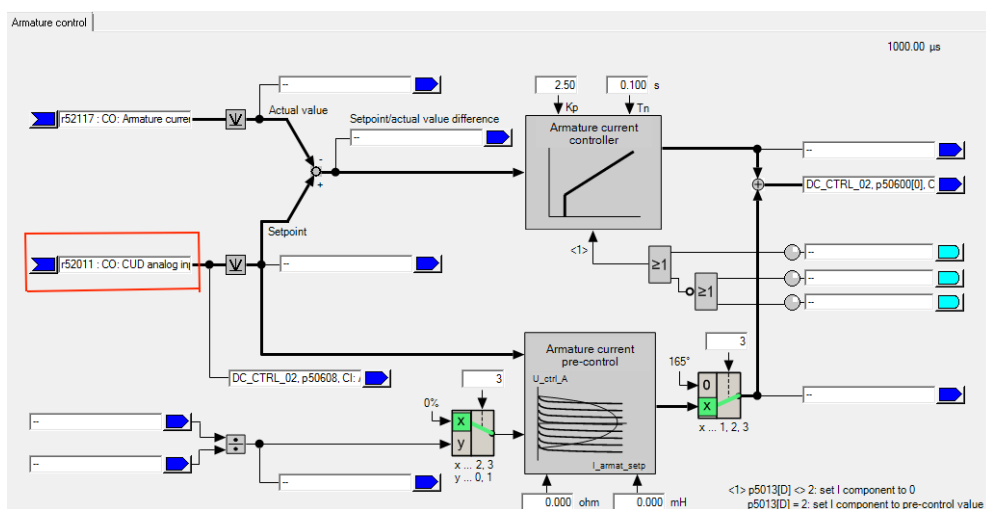 Armature control
1000.00 µs
--
2.50
0.100 s
Kp
Tn
r52117 : CO: Armature currer
Actual value
Setpoint/actual value difference
--
Armature current
controller
--
-
+
DC_CTRL_02, p50600[0], C
Setpoint
<1>
≥1
--
r52011 : CO: CUD analog inp
--
≥1
--
--
3
Armature current
pre-control
165°
DC_CTRL_02, p50608, CI: A
3
U_ctrl_A
0
--
0%
X
X
--
y
x ... 1, 2, 3
÷
--
x ... 2, 3
y ... 0, 1
I_armat_setp
--
0.000 ohm
0.000 mH
<1> p5013[D] <> 2: set I component to 0
p5013[D] = 2: set I component to pre-control value